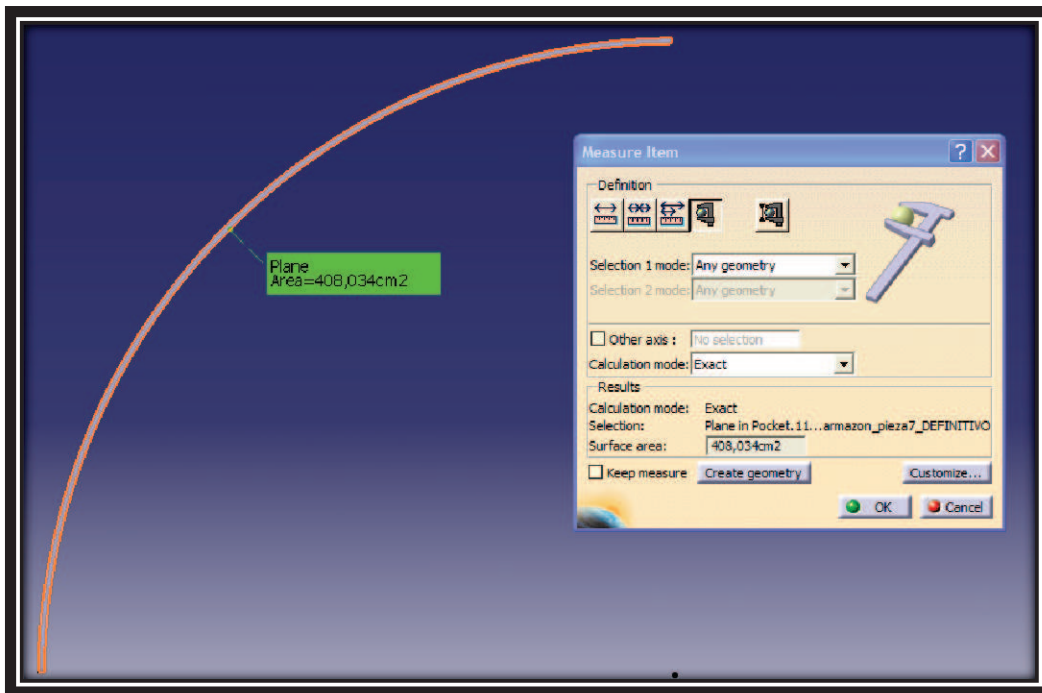 Plane
Area=408,034cm2
Measure Item
Definition
Selection 1 mode: Any geometry
Selection 2 mode: Any geometry
Other axis : No selection
Calculation mode: Exact
Results
Calculation mode: Exact
Selection: Plane in Pocket.11...armazon_pieza7_DEFINITIVO
Surface area: 408,034cm2
Keep measure Create geometry Customize...
OK Cancel